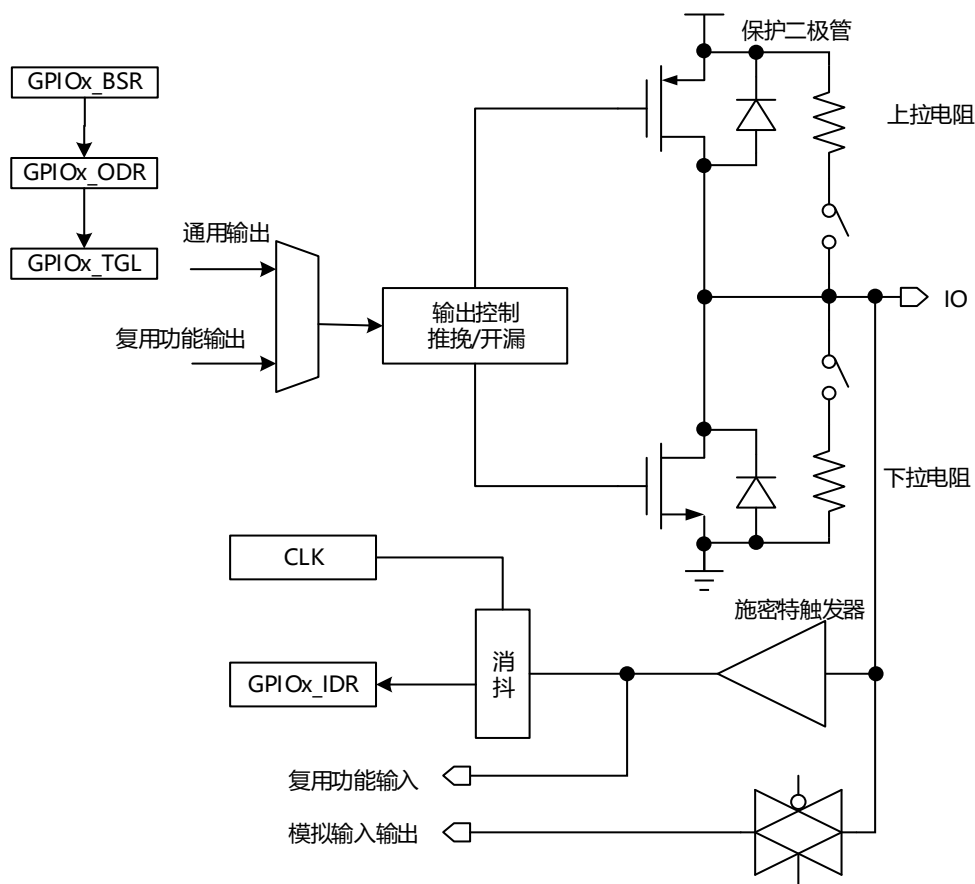 保护二极管
GPIOx_BSR
上拉电阻
GPIOx_ODR
通用输出
GPIOx_TGL
输出控制
推挽/开漏
IO
复用功能输出
下拉电阻
CLK
施密特触发器
消
抖
GPIOx_IDR
复用功能输入
模拟输入输出